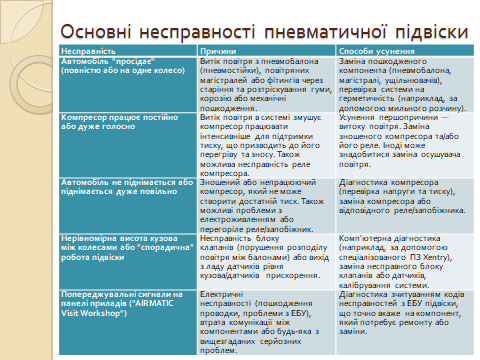 Основні несправності пневматичної підвіски
Несправність
Причини
Способи усунення
Автомобіль "просідає"
(повністю або на одне колесо)
Витік повітря з пневмобалона
(пневмостійки), повітряних
магістралей або фітингів через
старіння та розтріскування гуми,
корозію або механічні
пошкодження.
Заміна пошкодженого
компонента (пневмобалона,
магістралі, ущільнювачів),
перевірка системи на
герметичність (наприклад, за
допомогою мильного розчину).
Компресор працює постійно
або дуже голосно
Витік повітря в системі змушує
компресор працювати
інтенсивніше для підтримки
тиску, що призводить до його
перегріву та зносу. Також
можлива несправність реле
компресора.
Усунення першопричини —
витоку повітря. Заміна
зношеного компресора та/або
його реле. Іноді може
знадобитися заміна осушувача
повітря.
Автомобіль не піднімається або
піднімається дуже повільно
Зношений або непрацюючий
компресор, який не може
створити достатній тиск. Також
можливі проблеми з
електроживленням або
перегоріле реле/запобіжник.
Діагностика компресора
(перевірка напруги та тиску),
заміна компресора або
відповідного реле/запобіжника.
Нерівномірна висота кузова
між колесами або "спорадична"
робота підвіски
Несправність блоку
клапанів (порушення розподілу
повітря між балонами) або вихід
з ладу датчиків рівня
кузова/датчиків прискорення.
Комп'ютерна діагностика
(наприклад, за допомогою
спеціалізованого ПЗ Xentry),
заміна несправного блоку
клапанів або датчиків,
калібрування системи.
Попереджувальні сигнали на
панелі приладів ("AIRMATIC
Visit Workshop")
Електричні
несправності (пошкодження
проводки, проблеми з ЕБУ),
втрата комунікації між
компонентами або будь-яка з
вищезгаданих серйозних
проблем.
Діагностика зчитуванням кодів
несправностей з ЕБУ підвіски,
що точно вкаже на компонент,
який потребує ремонту або
заміни.